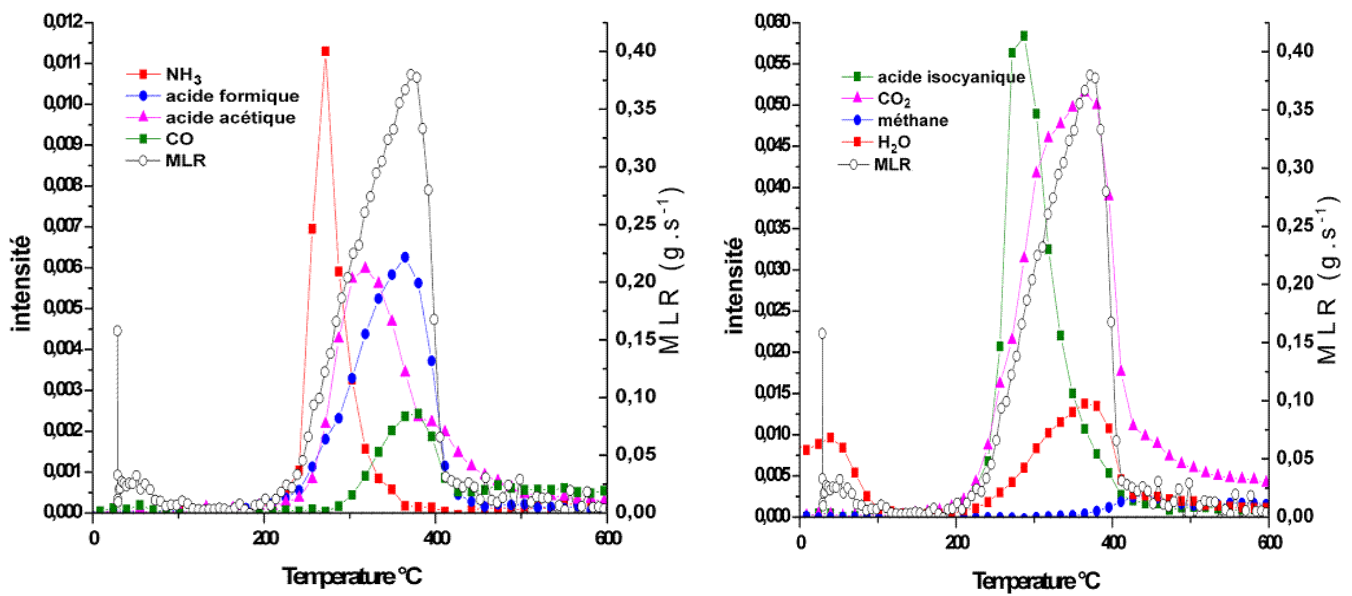 0,012
0,011
0,010
0,009
0,008
0,007
0,006
0,005
0,004
0,003
0,002
0,001
0,000
intensité
NH3
acide formique
acide acétique
CO
MLR
0,40
0,35
0,30
0,25
0,20
0,15
0,10
0,05
0,00
MLR (g.s-1)
0 200 400 600
Temperature °C
0,060
0,055
0,050
0,045
0,040
0,035
0,030
0,025
0,020
0,015
0,010
0,005
0,000
intensité
acide isocyanique
CO2
méthane
H2O
MLR
0,40
0,35
0,30
0,25
0,20
0,15
0,10
0,05
0,00
MLR (g.s-1)
0 200 400 600
Temperature °C